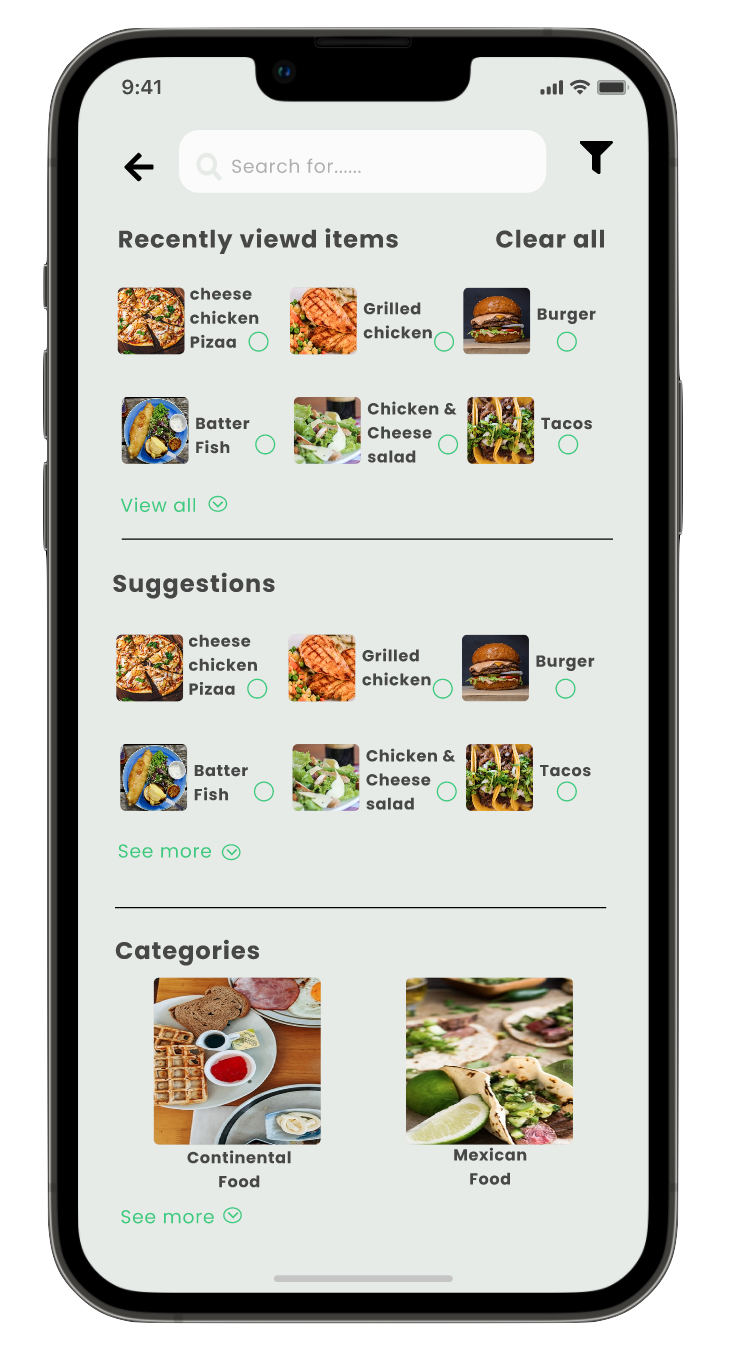 9:41
Search for......
Recently viewd items
Clear all
cheese
chicken
Pizaa
Grilled
chicken
Burger
Batter
Fish
Chicken &
Cheese
salad
Tacos
View all
Suggestions
cheese
chicken
Pizaa
Grilled
chicken
Burger
Batter
Fish
Chicken &
Cheese
salad
Tacos
See more
Categories
Continental
Food
Mexican
Food
See more